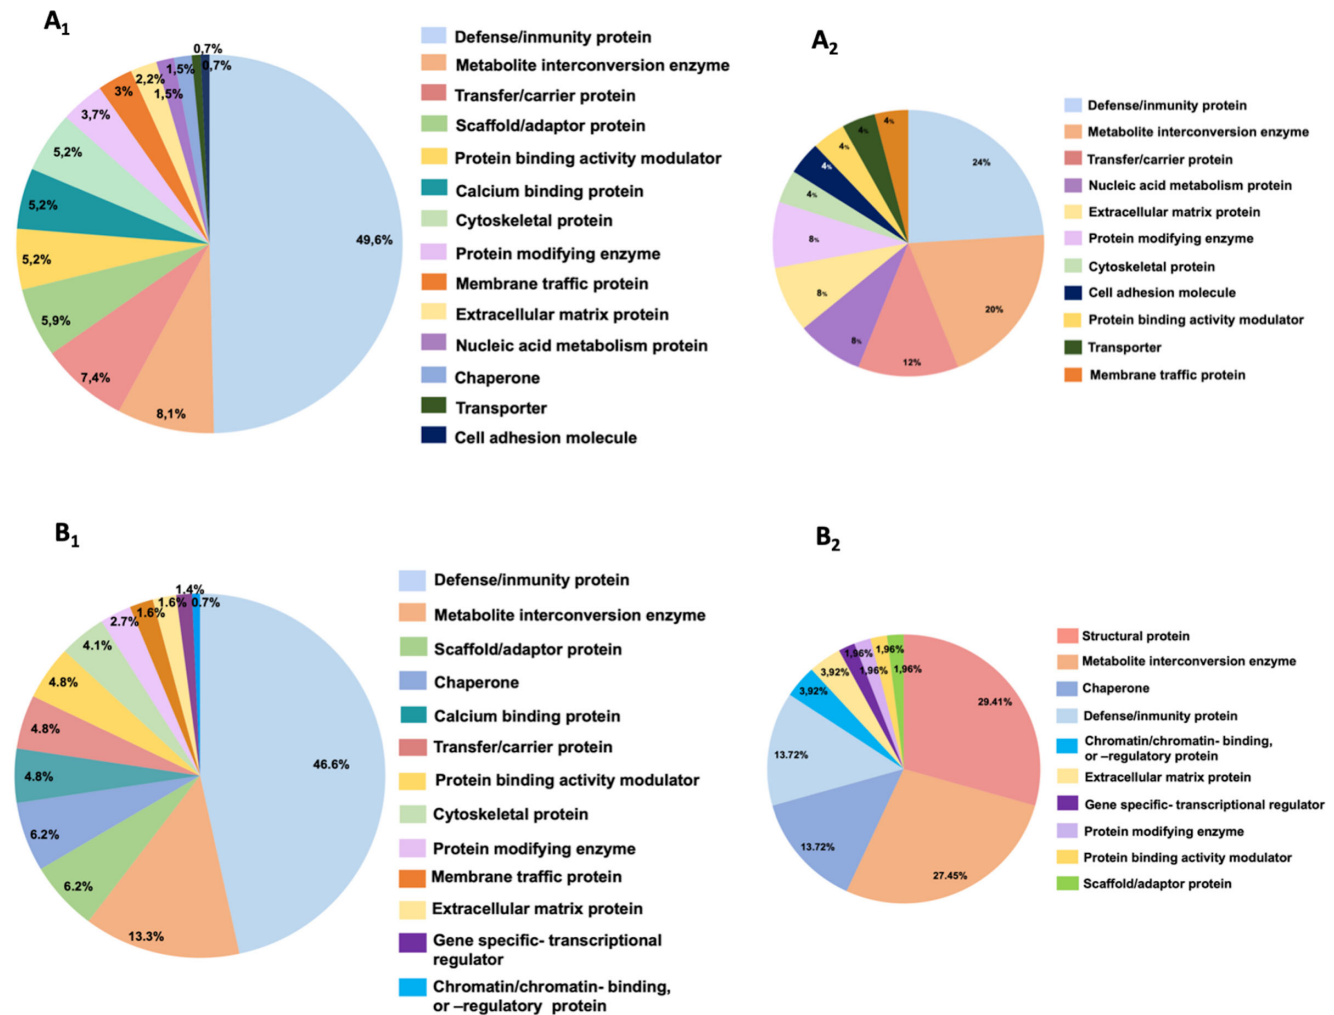 A1
0,7%
0,7%
1,5%
2,2%
1,5%
3%
3,7%
5,2%
5,2%
5,2%
5,9%
7,4%
8,1%
49,6%
Defense/inmunity protein
Metabolite interconversion enzyme
Transfer/carrier protein
Scaffold/adaptor protein
Protein binding activity modulator
Calcium binding protein
Cytoskeletal protein
Protein modifying enzyme
Membrane traffic protein
Extracellular matrix protein
Nucleic acid metabolism protein
Chaperone
Transporter
Cell adhesion molecule
A2
4%
4%
4%
4%
4%
8%
8%
8%
12%
20%
24%
Defense/inmunity protein
Metabolite interconversion enzyme
Transfer/carrier protein
Nucleic acid metabolism protein
Extracellular matrix protein
Protein modifying enzyme
Cytoskeletal protein
Cell adhesion molecule
Protein binding activity modulator
Transporter
Membrane traffic protein
B1
1.4%
0.7%
1.6%
1.6%
2.7%
4.1%
4.8%
4.8%
4.8%
6.2%
6.2%
13.3%
46.6%
Defense/inmunity protein
Metabolite interconversion enzyme
Scaffold/adaptor protein
Chaperone
Calcium binding protein
Transfer/carrier protein
Protein binding activity modulator
Cytoskeletal protein
Protein modifying enzyme
Membrane traffic protein
Extracellular matrix protein
Gene specific- transcriptional
regulator
Chromatin/chromatin- binding,
or –regulatory protein
B2
1,96%
1,96%
1,96%
1,96%
3,92%
3,92%
13.72%
13.72%
27.45%
29.41%
Structural protein
Metabolite interconversion enzyme
Chaperone
Defense/inmunity protein
Chromatin/chromatin- binding,
or –regulatory protein
Extracellular matrix protein
Gene specific- transcriptional regulator
Protein modifying enzyme
Protein binding activity modulator
Scaffold/adaptor protein